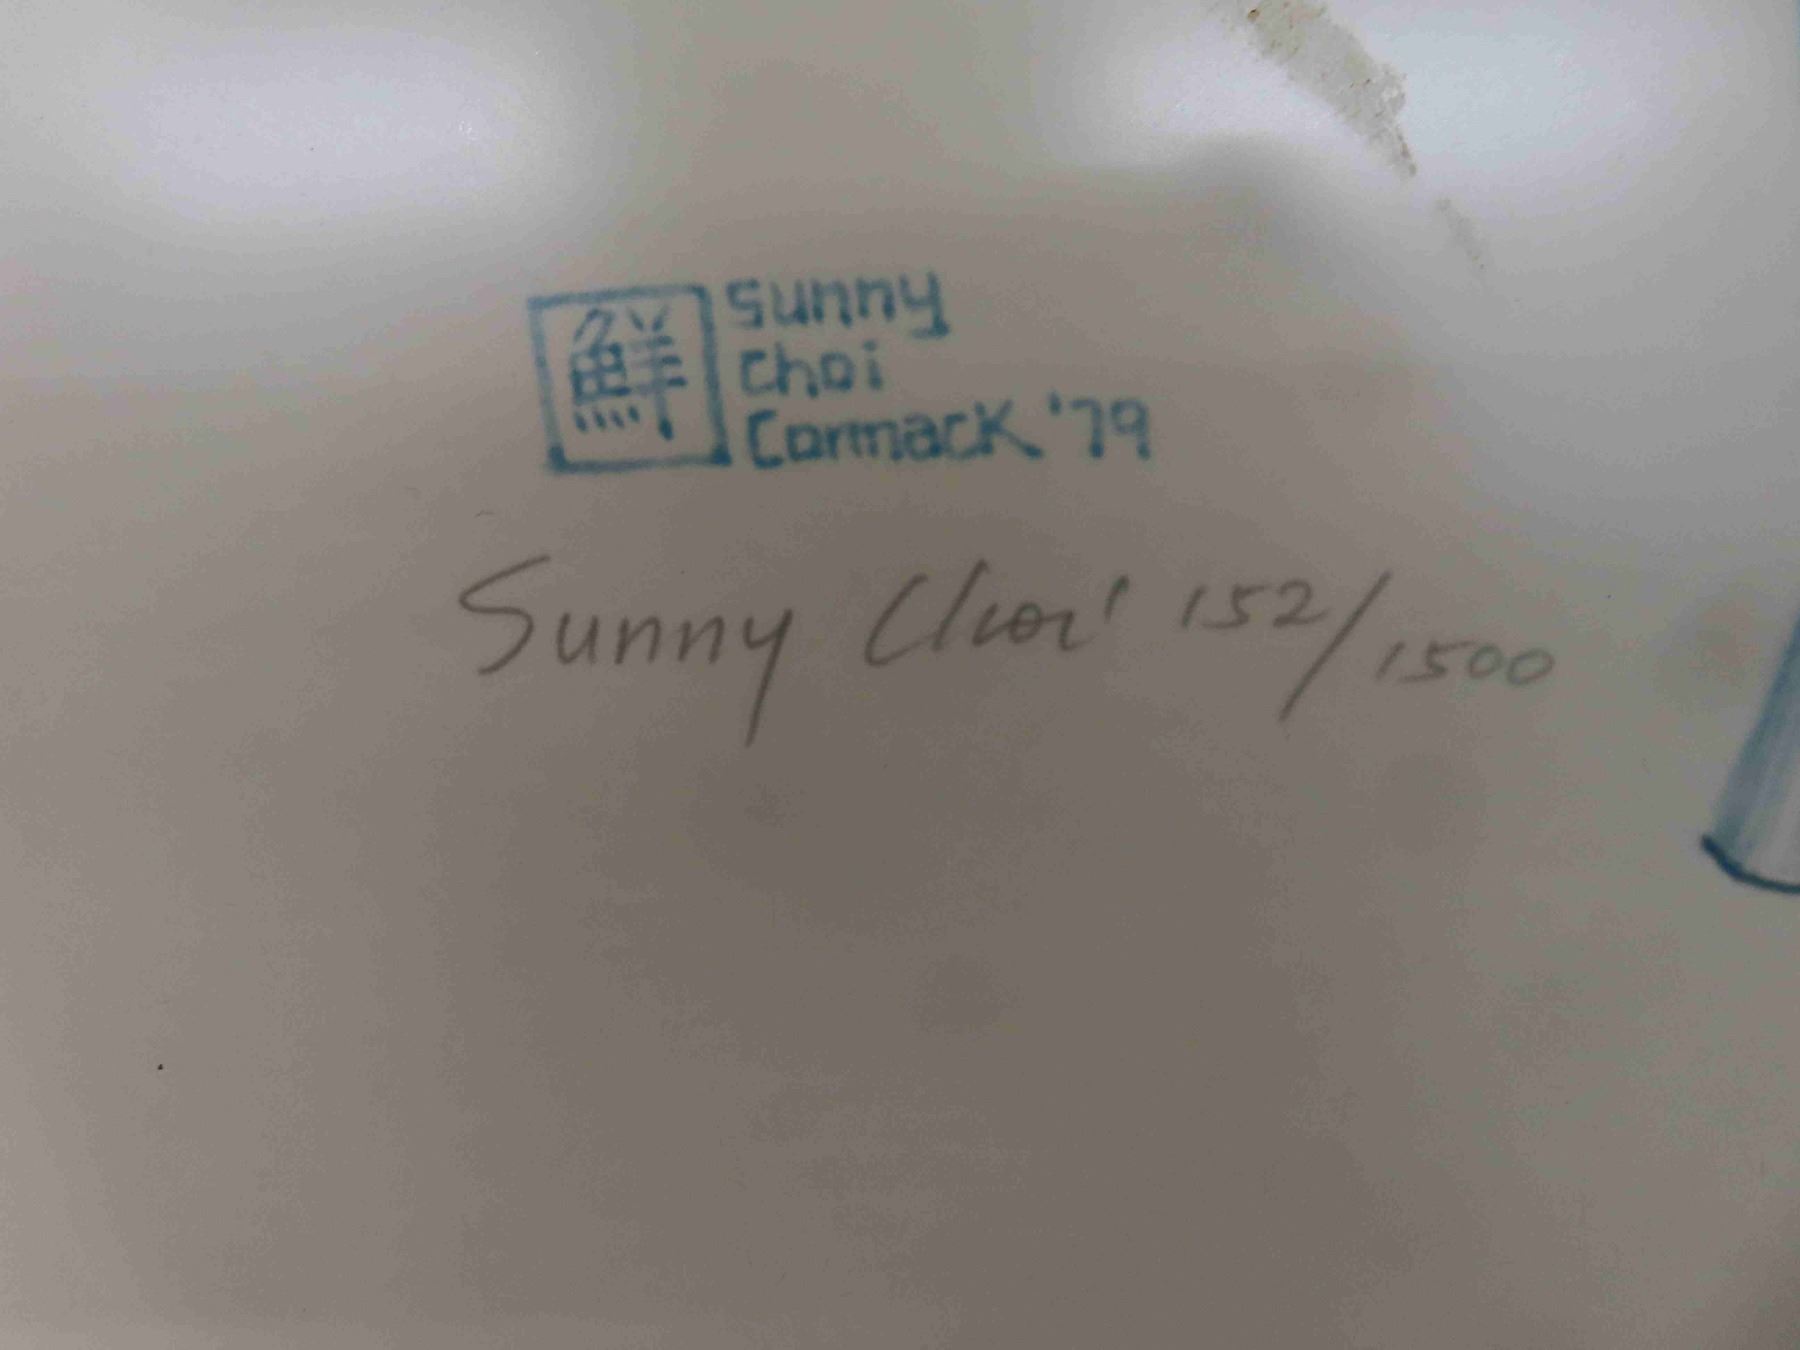 鮮
sunny
choi
Cormack '79
Sunny Choi 152/1500